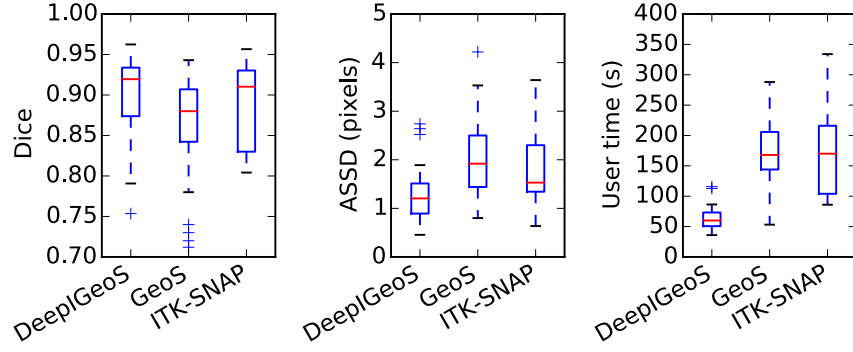 Dice
1.00
0.95
0.90
0.85
0.80
0.75
0.70
DeepIGeoS
GeoS
ITK-SNAP
ASSD (pixels)
5
4
3
2
1
0
DeepIGeoS
GeoS
ITK-SNAP
User time (s)
400
350
300
250
200
150
100
50
0
DeepIGeoS
GeoS
ITK-SNAP